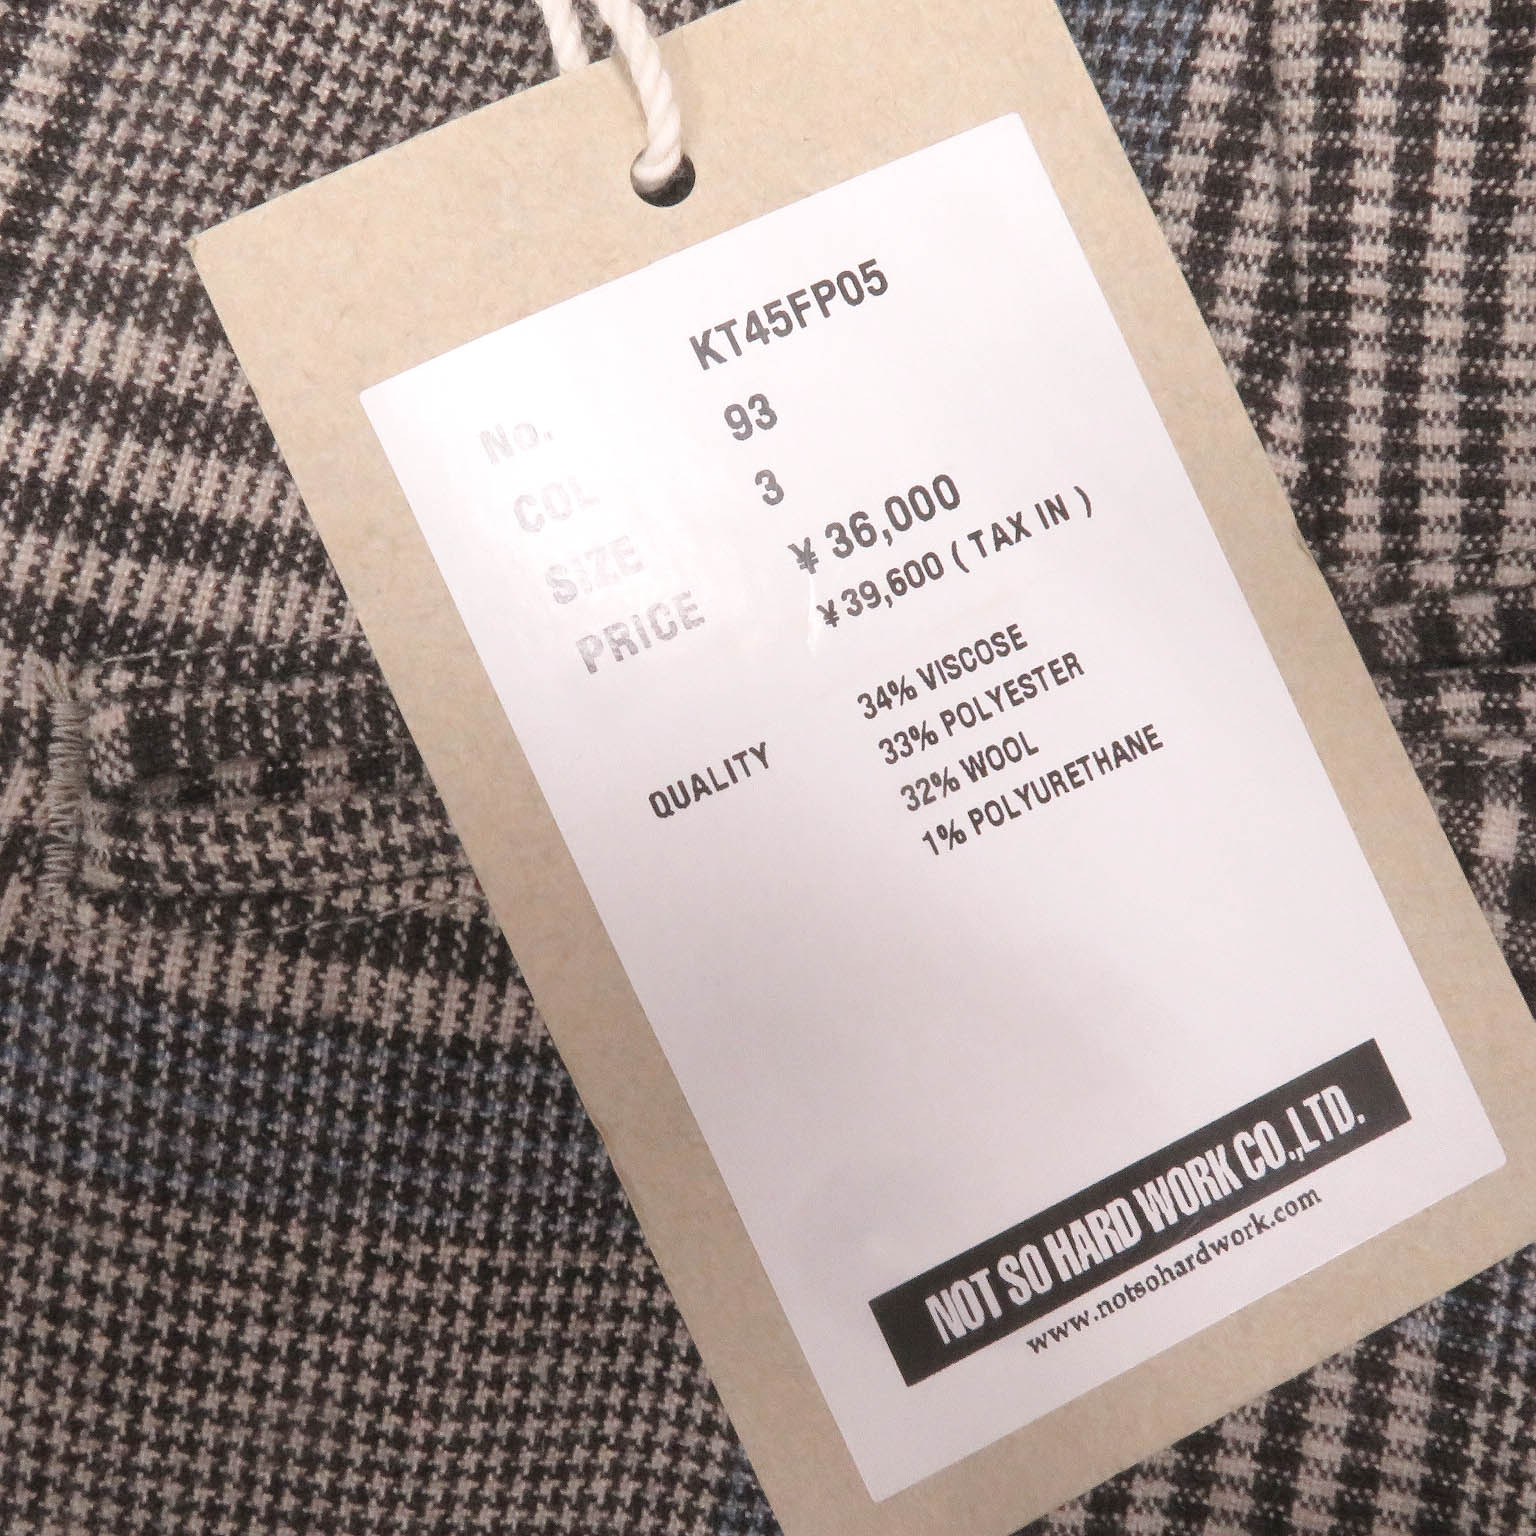 No. KT45FP05
COL 93
SIZE 3
PRICE ¥ 36,000
¥ 39,600 ( TAX IN )
QUALITY
34% VISCOSE
33% POLYESTER
32% WOOL
1% POLYURETHANE
NOT SO HARD WORK CO.,LTD.
www.notsohardwork.com